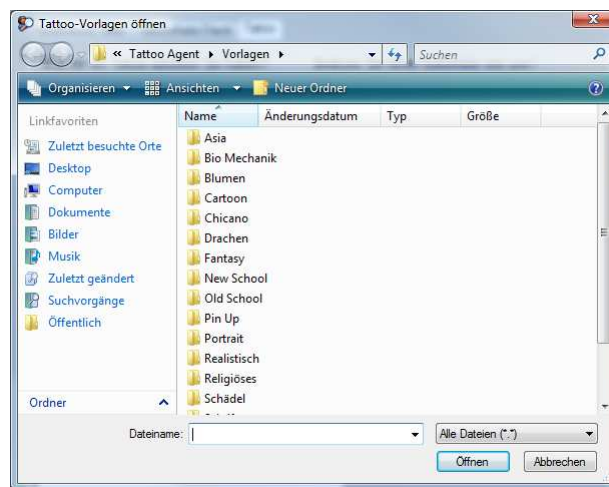 Tattoo-Vorlagen öffnen
« Tattoo Agent Vorlagen
Suchen
Organisieren Ansichten Neuer Ordner
Linkfavoriten
Zuletzt besuchte Orte
Desktop
Computer
Dokumente
Bilder
Musik
Zuletzt geändert
Suchvorgänge
Öffentlich
Ordner
Name Änderungsdatum Typ Größe
Asia
Bio Mechanik
Blumen
Cartoon
Chicano
Drachen
Fantasy
New School
Old School
Pin Up
Portrait
Realistisch
Religiöses
Schädel
Dateiname:
Alle Dateien (*.*)
Öffnen Abbrechen